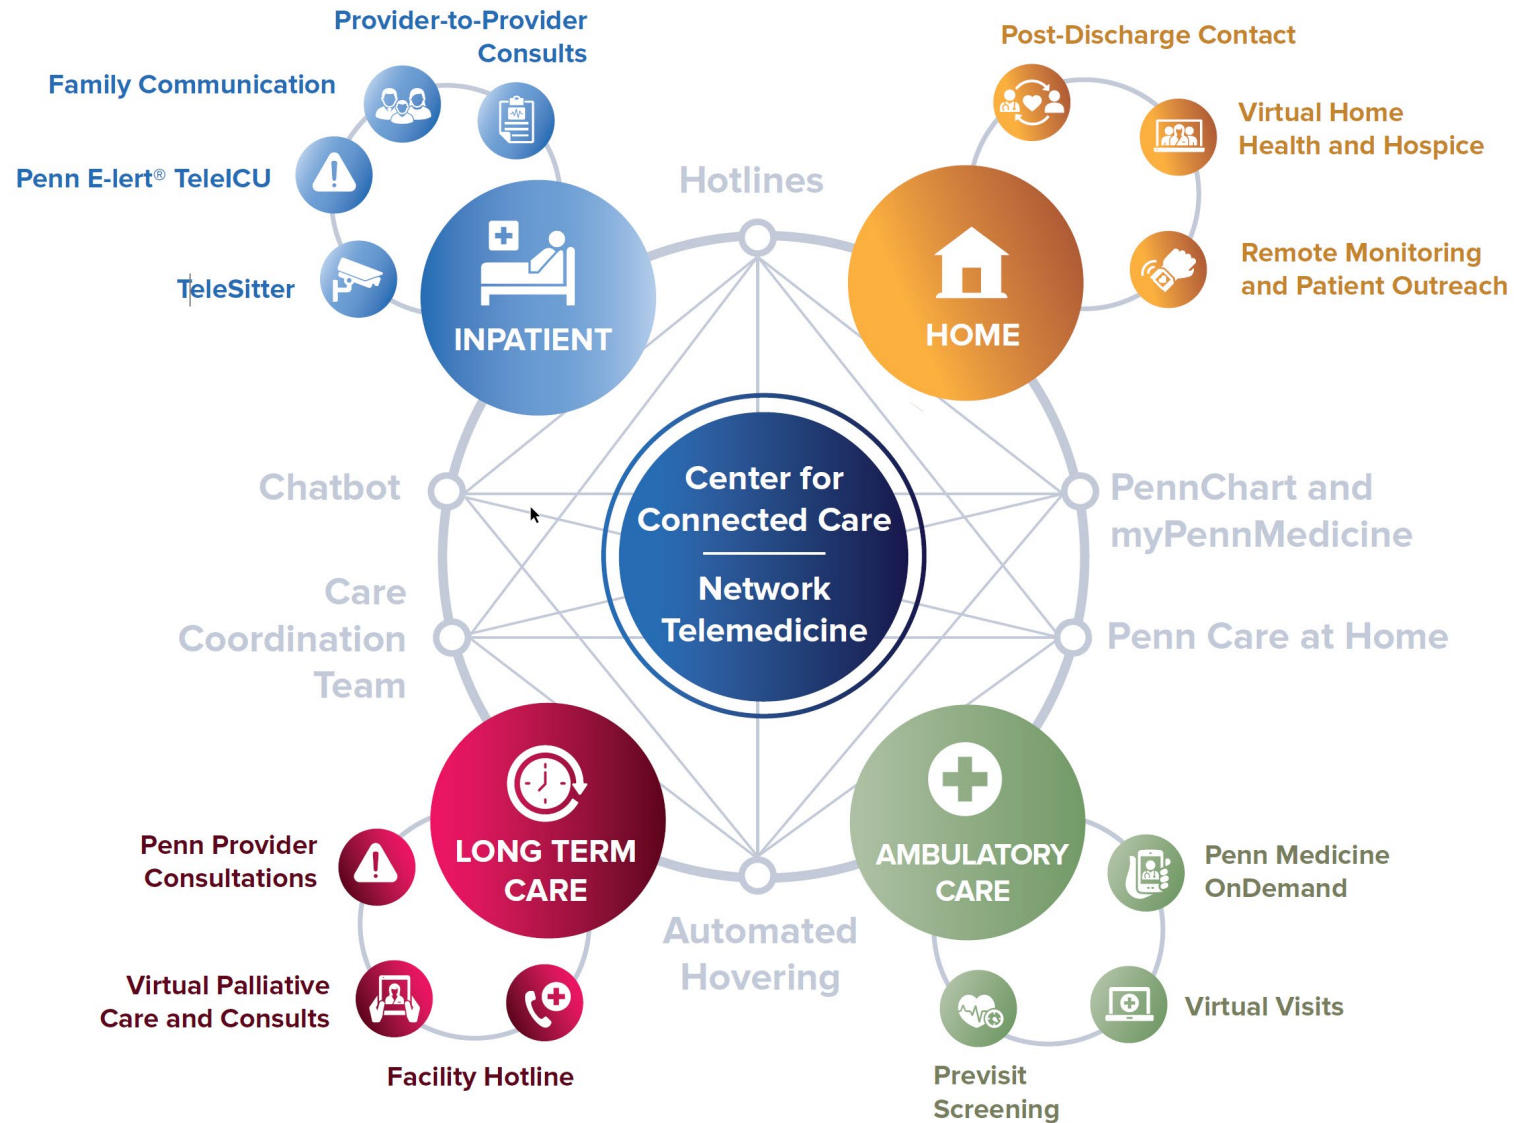 Provider-to-Provider
Consults
Family Communication
Penn E-lert® TeleICU
TeleSitter
INPATIENT
Post-Discharge Contact
Virtual Home
Health and Hospice
Remote Monitoring
and Patient Outreach
HOME
Hotlines
Chatbot
Care
Coordination
Team
Center for
Connected Care
Network
Telemedicine
PennChart and
myPennMedicine
Penn Care at Home
LONG TERM
CARE
Penn Provider
Consultations
Virtual Palliative
Care and Consults
Facility Hotline
Automated
Hovering
AMBULATORY
CARE
Penn Medicine
OnDemand
Virtual Visits
Previsit
Screening